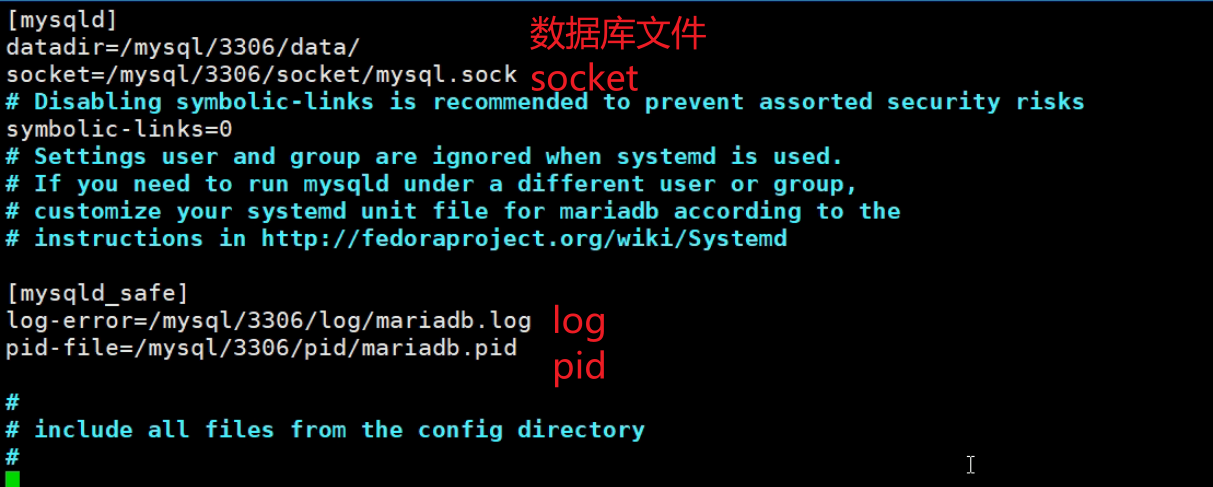 [mysqld]
datadir=/mysql/3306/data/ 数据库文件
socket=/mysql/3306/socket/mysql.sock socket
# Disabling symbolic-links is recommended to prevent assorted security risks
symbolic-links=0
# Settings user and group are ignored when systemd is used.
# If you need to run mysqld under a different user or group,
# customize your systemd unit file for mariadb according to the
# instructions in http://fedoraproject.org/wiki/Systemd
[mysqld_safe]
log-error=/mysql/3306/log/mariadb.log log
pid-file=/mysql/3306/pid/mariadb.pid pid
#
# include all files from the config directory
#